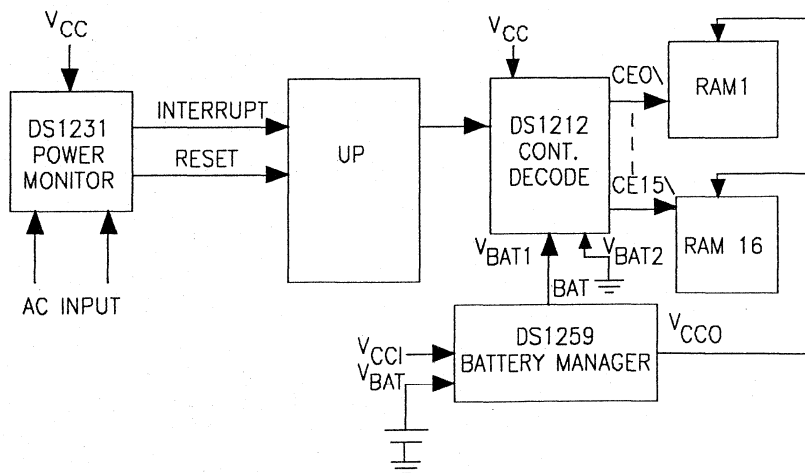 VCC
DS1231
POWER
MONITOR
AC INPUT
INTERRUPT
RESET
UP
VCC
DS1212
CONT.
DECODE
CE0\
CE15\
RAM1
RAM 16
VBAT1
VBAT2
BAT
VCCI
VBAT
DS1259
BATTERY MANAGER
VCCO